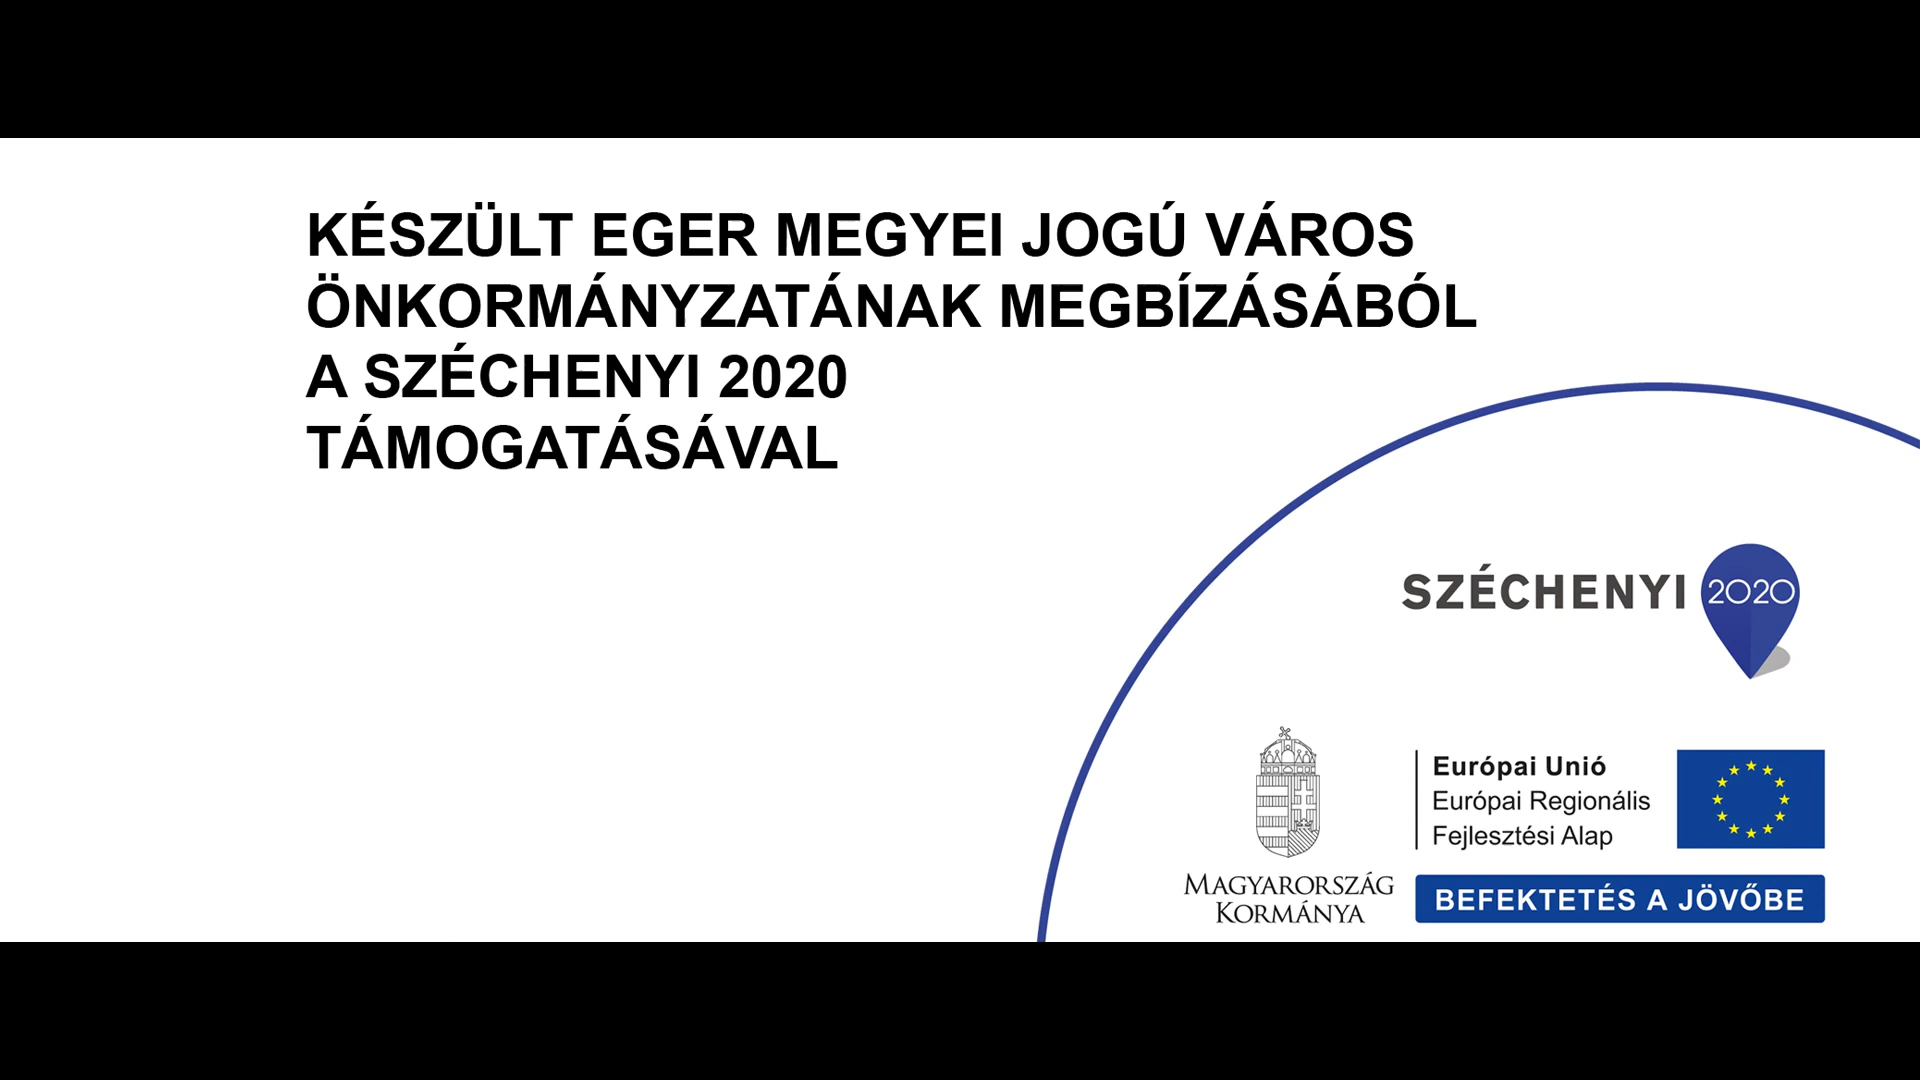 KÉSZÜLT EGER MEGYEI JOGÚ VÁROS
ÖNKORMÁNYZATÁNAK MEGBÍZÁSÁBÓL
A SZÉCHENYI 2020
TÁMOGATÁSÁVAL
SZÉCHENYI 2020
MAGYARORSZÁG
KORMÁNYA
Európai Unió
Európai Regionális
Fejlesztési Alap
BEFEKTETÉS A JÖVŐBE